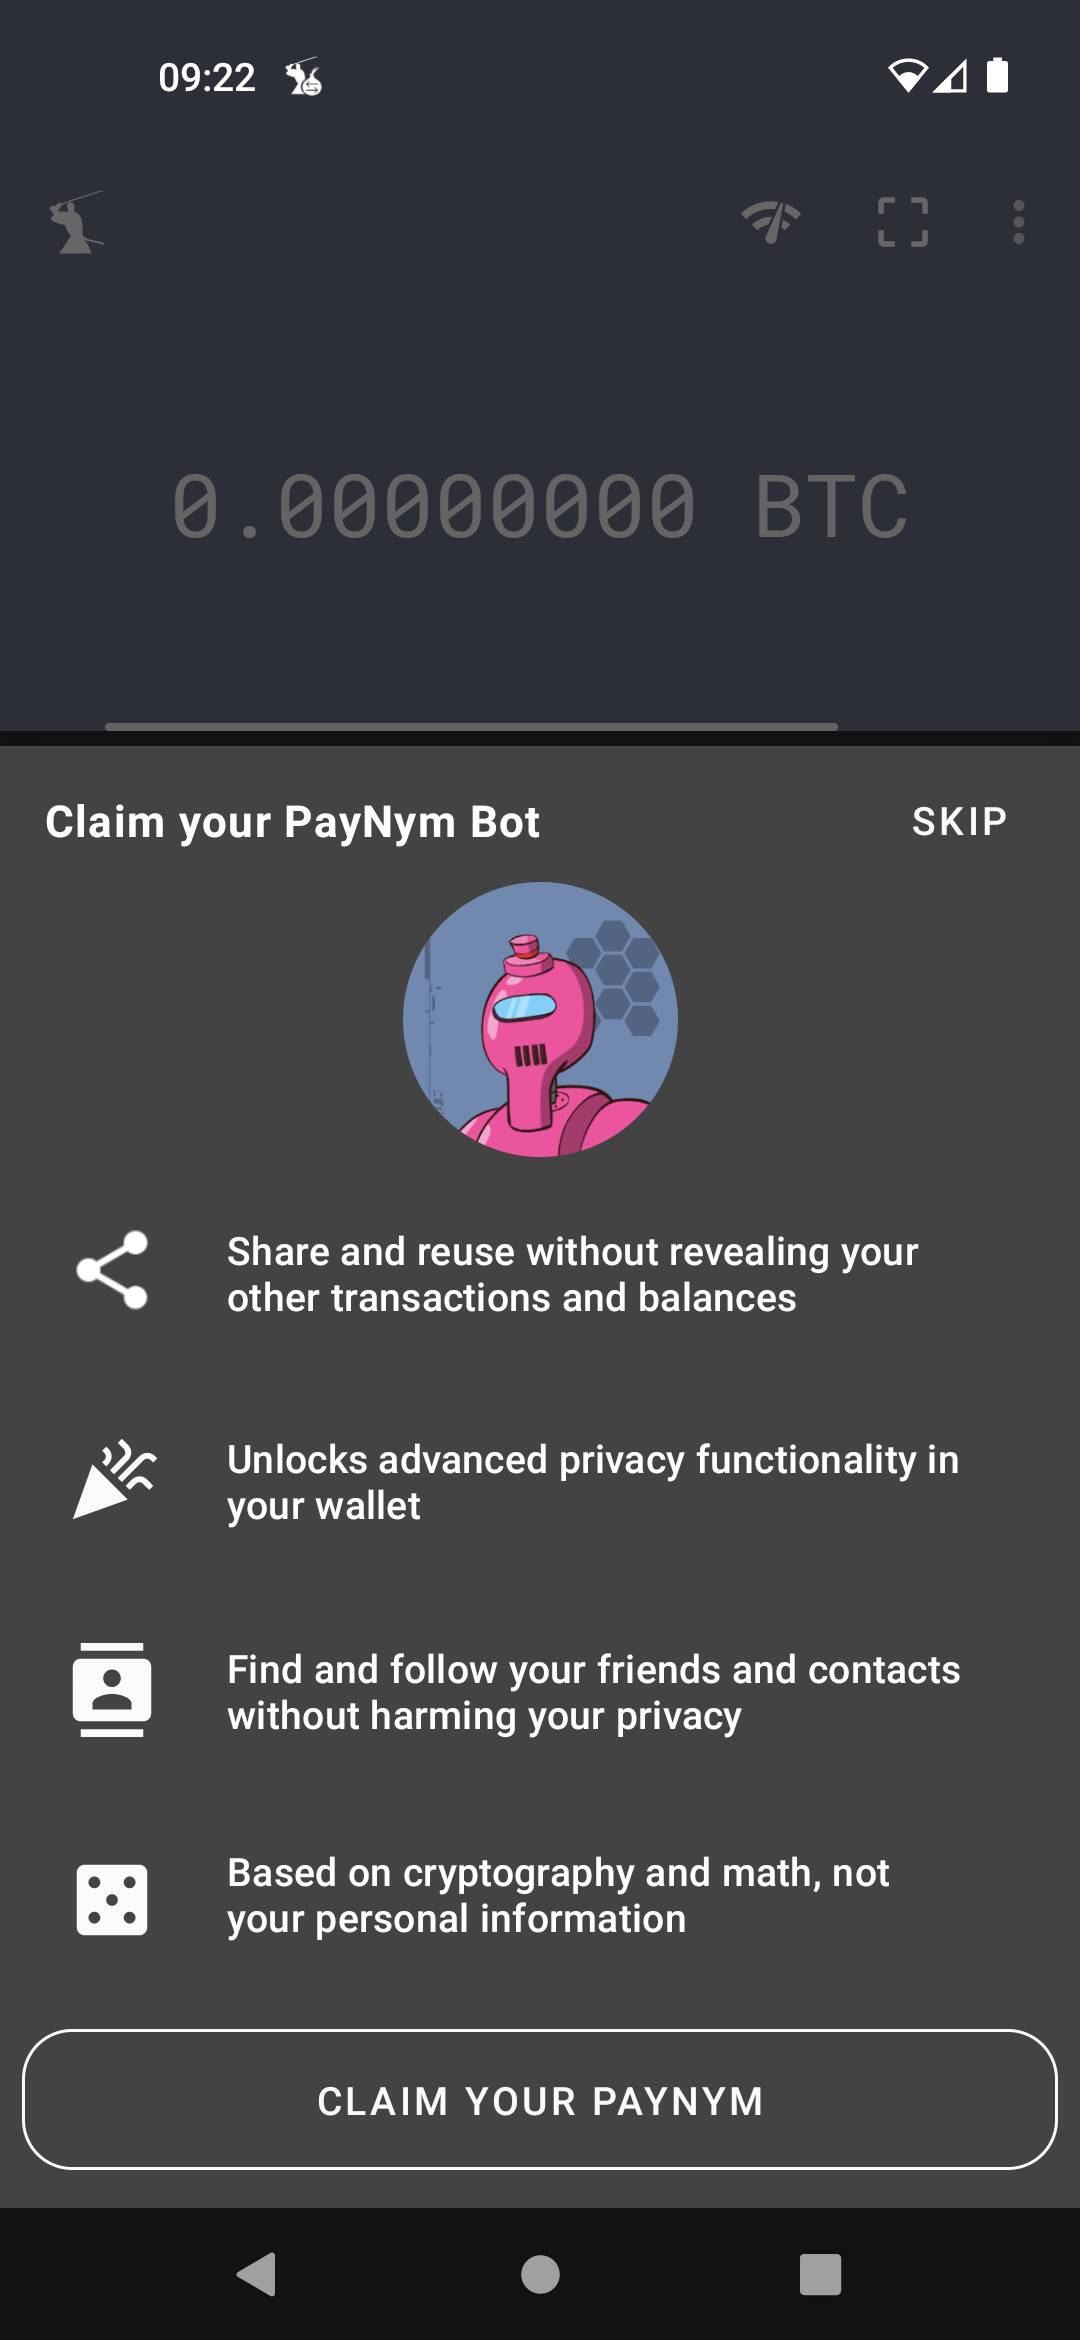 09:22
0.00000000 BTC
Claim your PayNym Bot
SKIP
Share and reuse without revealing your
other transactions and balances
Unlocks advanced privacy functionality in
your wallet
Find and follow your friends and contacts
without harming your privacy
Based on cryptography and math, not
your personal information
CLAIM YOUR PAYNYM